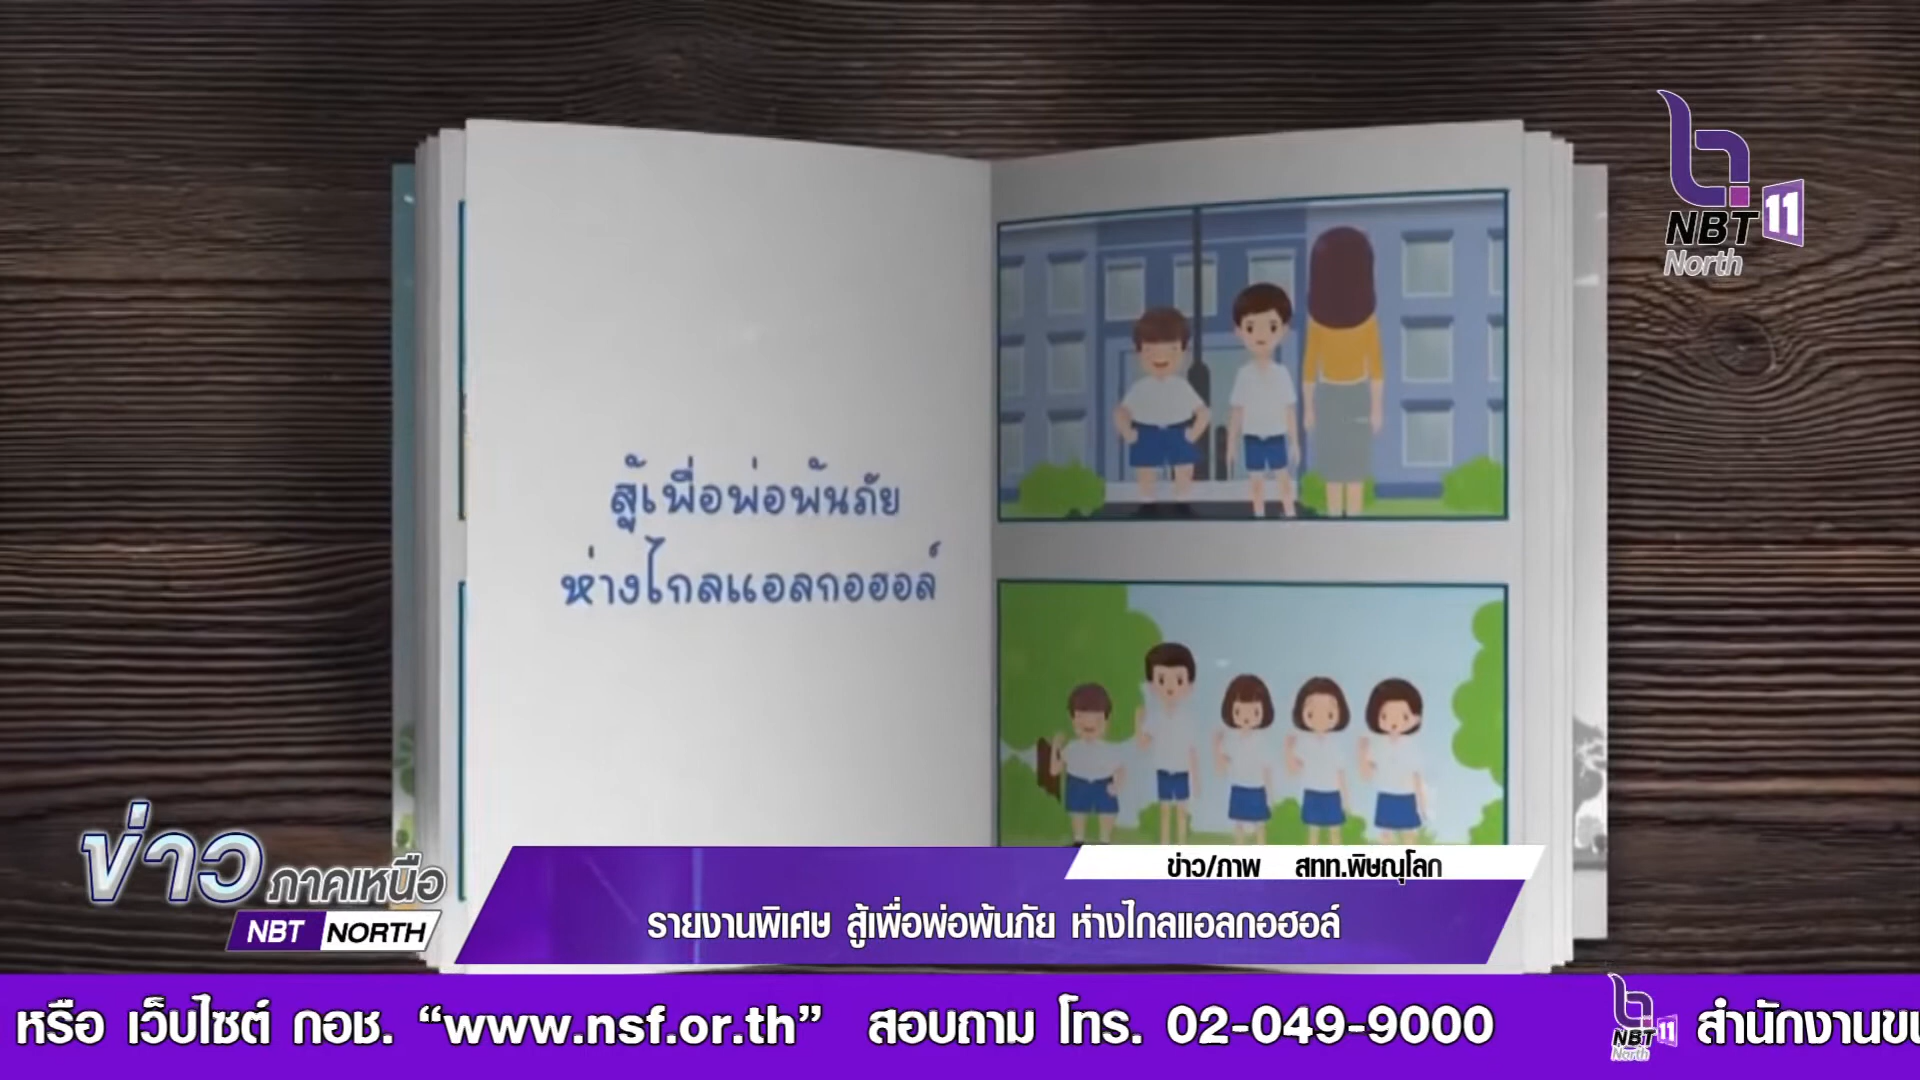 NBT 11
North
สู้เพื่อพ่อพ้นภัย
ห่างไกลแอลกอฮอล์
ข่าวภาคเหนือ
NBT NORTH
ข่าว/ภาพ สทท.พิษณุโลก
รายงานพิเศษ สู้เพื่อพ่อพ้นภัย ห่างไกลแอลกอฮอล์
หรือ เว็บไซต์ กอช. “www.nsf.or.th” สอบถาม โทร. 02-049-9000
NBT 11
North
สำนักงานขน